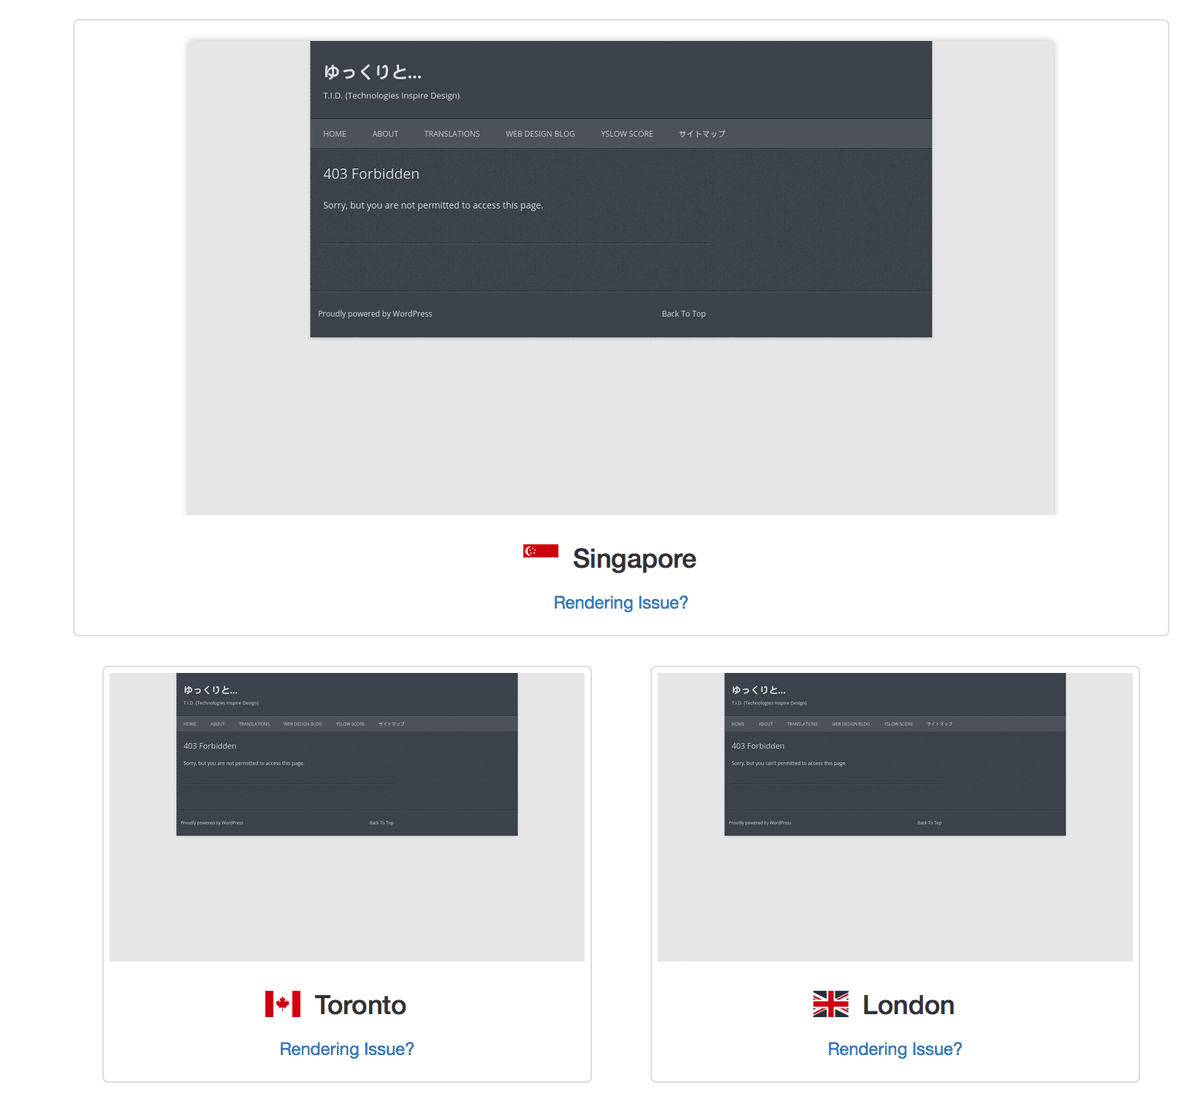 ゆっくりと...
T.I.D. (Technologies Inspire Design)
HOME ABOUT TRANSLATIONS WEB DESIGN BLOG YSLOW SCORE サイトマップ
403 Forbidden
Sorry, but you are not permitted to access this page.
Proudly powered by WordPress Back To Top
Singapore
Rendering Issue?
ゆっくりと...
T.I.D. (Technologies Inspire Design)
HOME ABOUT TRANSLATIONS WEB DESIGN BLOG YSLOW SCORE サイトマップ
403 Forbidden
Sorry, but you are not permitted to access this page.
Proudly powered by WordPress Back To Top
Toronto
Rendering Issue?
ゆっくりと...
T.I.D. (Technologies Inspire Design)
HOME ABOUT TRANSLATIONS WEB DESIGN BLOG YSLOW SCORE サイトマップ
403 Forbidden
Sorry, but you can't permitted to access this page.
Proudly powered by WordPress Back To Top
London
Rendering Issue?